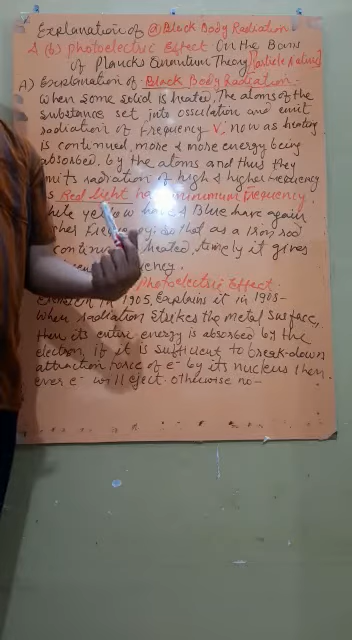 Explanation of (a) Black Body Radiation
& (b) Photoelectric Effect On the Basis
of Planck's Quantum Theory [Particle Nature]
A) Explanation of Black Body Radiation -
When some solid is heated, The atoms of the
substance set into osculation and emit
radiation of Frequency ν, now as heating
is continued, more & more energy being
absorbed by the atoms and thus they
emits radiation of high & higher frequency
Red light has minimum frequency,
yellow & Blue have again
so that as a Iron rod
heated, timely it gives
Photoelectric Effect.
in 1905, Explains it in 1905 -
When radiation strikes the metal surface,
then its entire energy is absorbed by the
electron, if it is sufficient to break-down
attraction force of e⁻ by its nucleus then
ever e⁻ will eject otherwise no -